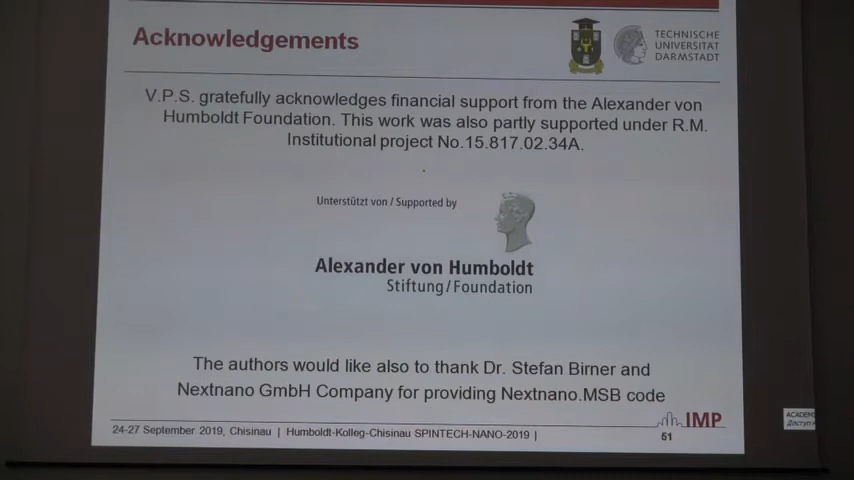 Acknowledgements
TECHNISCHE
UNIVERSITÄT
DARMSTADT
V.P.S. gratefully acknowledges financial support from the Alexander von
Humboldt Foundation. This work was also partly supported under R.M.
Institutional project No.15.817.02.34A.
Unterstützt von / Supported by
Alexander von Humboldt
Stiftung/Foundation
The authors would like also to thank Dr. Stefan Birner and
Nextnano GmbH Company for providing Nextnano.MSB code
24-27 September 2019, Chisinau | Humboldt-Kolleg-Chisinau SPINTECH-NANO-2019 |
IMP
51